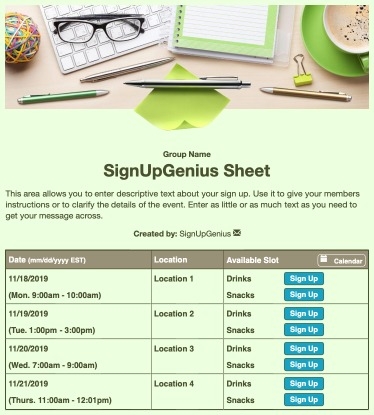 Group Name
SignUpGenius Sheet
This area allows you to enter descriptive text about your sign up. Use it to give your members
instructions or to clarify the details of the event. Enter as little or as much text as you need to
get your message across.
Created by: SignUpGenius
Date (mm/dd/yyyy EST) Location Available Slot Calendar
11/18/2019 Location 1 Drinks Sign Up
(Mon. 9:00am - 10:00am) Snacks Sign Up
11/19/2019 Location 2 Drinks Sign Up
(Tue. 1:00pm - 3:00pm) Snacks Sign Up
11/20/2019 Location 3 Drinks Sign Up
(Wed. 7:00am - 9:00am) Snacks Sign Up
11/21/2019 Location 4 Drinks Sign Up
(Thurs. 11:00am - 12:01pm) Snacks Sign Up